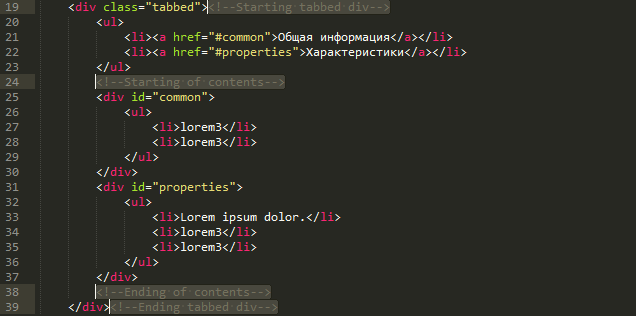 19 <div class="tabbed"><!--Starting tabbed div-->
20 <ul>
21 <li><a href="#common">Общая информация</a></li>
22 <li><a href="#properties">Характеристики</a></li>
23 </ul>
24 <!--Starting of contents-->
25 <div id="common">
26 <ul>
27 <li>lorem3</li>
28 <li>lorem3</li>
29 </ul>
30 </div>
31 <div id="properties">
32 <ul>
33 <li>Lorem ipsum dolor.</li>
34 <li>lorem3</li>
35 <li>lorem3</li>
36 </ul>
37 </div>
38 <!--Ending of contents-->
39 </div><!--Ending tabbed div-->